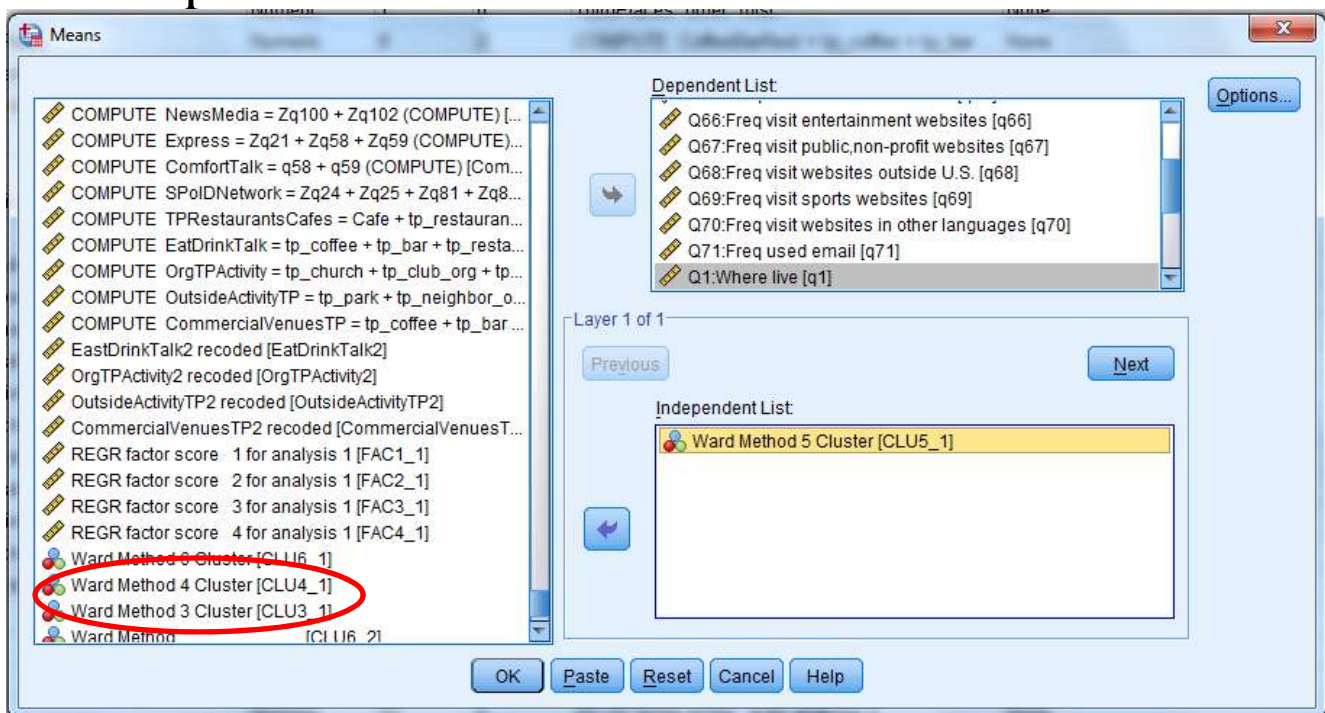 Means
COMPUTE NewsMedia = Zq100 + Zq102 (COMPUTE) [...
COMPUTE Express = Zq21 + Zq58 + Zq59 (COMPUTE)...
COMPUTE ComfortTalk = q58 + q59 (COMPUTE) [Com...
COMPUTE SPolDNetwork = Zq24 + Zq25 + Zq81 + Zq8...
COMPUTE TPRestaurantsCafes = Cafe + tp_restauran...
COMPUTE EatDrinkTalk = tp_coffee + tp_bar + tp_resta...
COMPUTE OrgTPActivity = tp_church + tp_club_org + tp...
COMPUTE OutsideActivityTP = tp_park + tp_neighbor_o...
COMPUTE CommercialVenuesTP = tp_coffee + tp_bar ...
EastDrinkTalk2 recoded [EatDrinkTalk2]
OrgTPActivity2 recoded [OrgTPActivity2]
OutsideActivityTP2 recoded [OutsideActivityTP2]
CommercialVenuesTP2 recoded [CommercialVenuesT...
REGR factor score 1 for analysis 1 [FAC1_1]
REGR factor score 2 for analysis 1 [FAC2_1]
REGR factor score 3 for analysis 1 [FAC3_1]
REGR factor score 4 for analysis 1 [FAC4_1]
Ward Method 6 Cluster [CLU6_1]
Ward Method 4 Cluster [CLU4_1]
Ward Method 3 Cluster [CLU3_1]
Ward Method [CLU6_2]
Dependent List:
Q66:Freq visit entertainment websites [q66]
Q67:Freq visit public,non-profit websites [q67]
Q68:Freq visit websites outside U.S. [q68]
Q69:Freq visit sports websites [q69]
Q70:Freq visit websites in other languages [q70]
Q71:Freq used email [q71]
Q1:Where live [q1]
Options...
Layer 1 of 1
Previous
Next
Independent List:
Ward Method 5 Cluster [CLU5_1]
OK
Paste
Reset
Cancel
Help